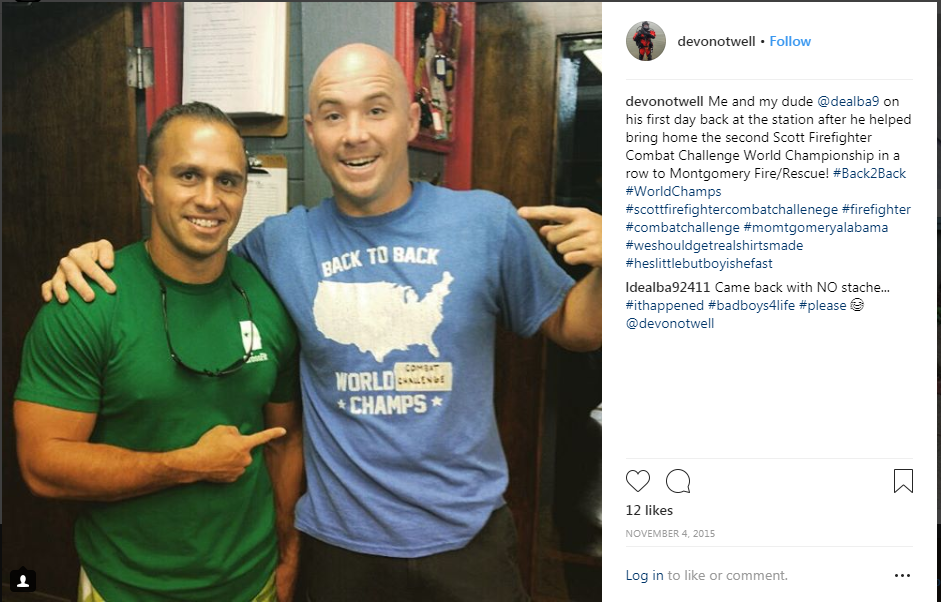 devonotwell • Follow
devonotwell Me and my dude @dealba9 on
his first day back at the station after he helped
bring home the second Scott Firefighter
Combat Challenge World Championship in a
row to Montgomery Fire/Rescue! #Back2Back
#WorldChamps
#scottfirefightercombatchallenege #firefighter
#combatchallenge #momtgomeryalabama
#weshouldgetrealshirtsmade
#heslittlebutboyishefast
ldealba92411 Came back with NO stache...
#ithappened #badboys4life #please 😂
@devonotwell
12 likes
NOVEMBER 4, 2015
Log in to like or comment.
BACK TO BACK
WORLD COMBAT CHALLENGE
CHAMPS